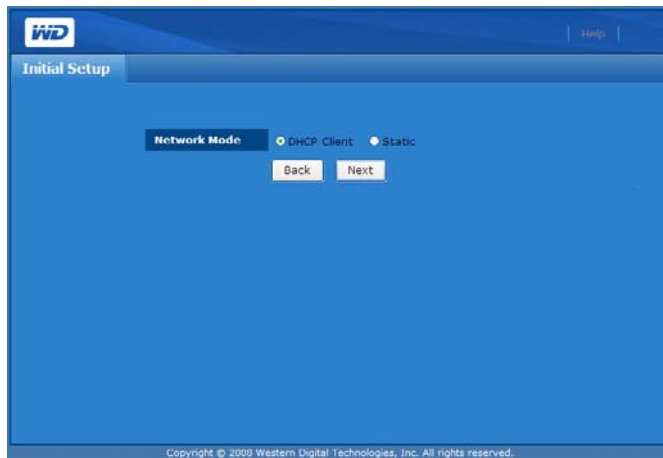 WD
Help
Initial Setup
Network Mode DHCP Client Static
Back Next
Copyright © 2008 Western Digital Technologies, Inc. All rights reserved.